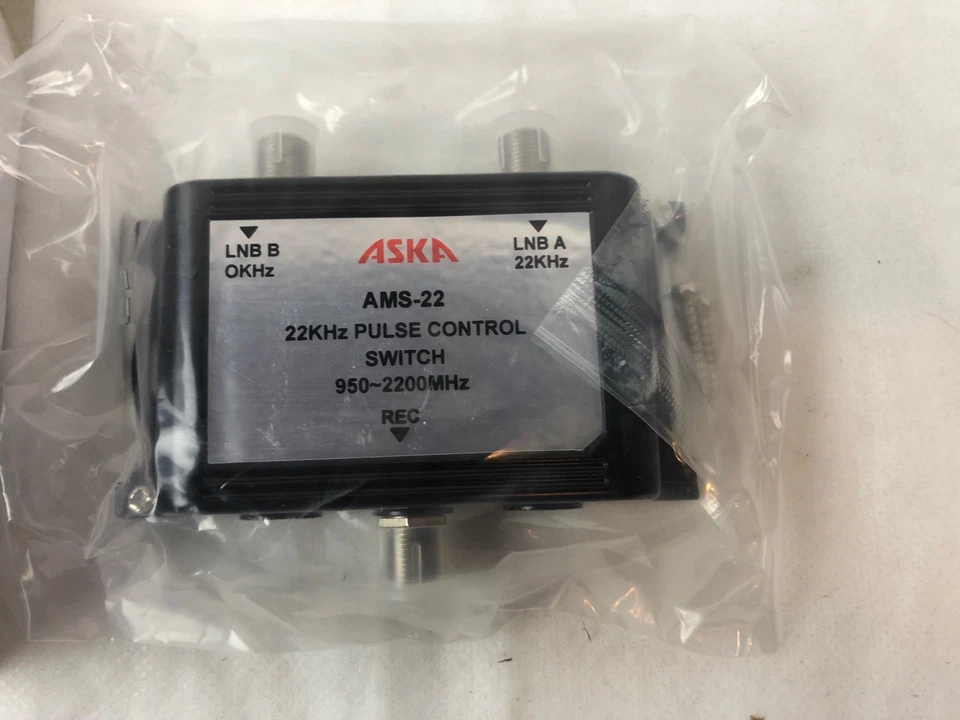 LNB B
OKHz
ASKA
LNB A
22KHz
AMS-22
22KHz PULSE CONTROL
SWITCH
950~2200MHz
REC